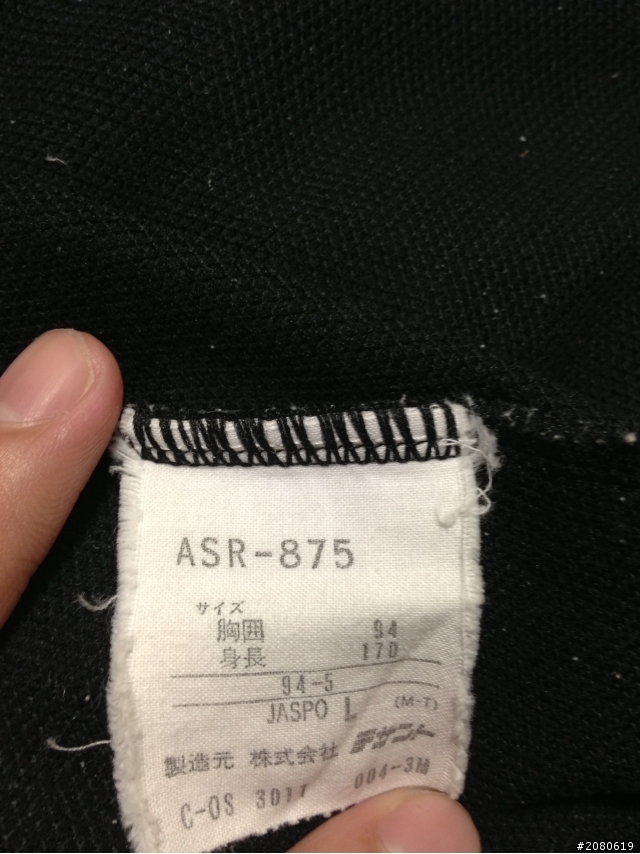 ASR-875
サイズ
胸囲 94
身長 170
94-5
JASPO L (M-T)
製造元 株式会社 デサント
C-OS 3011 004-3M
#2080619